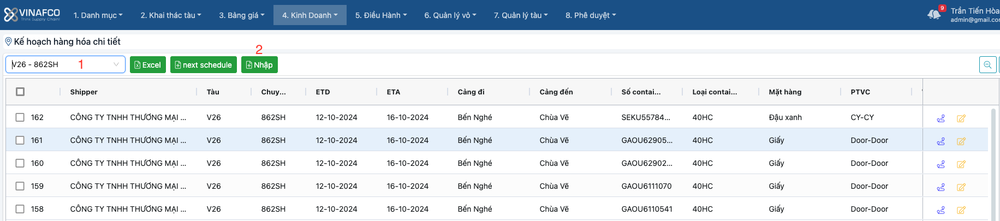 VINAFCO
Think Supply Chain!
1. Danh mục
2. Khai thác tàu
3. Bảng giá
4. Kinh Doanh
5. Điều Hành
6. Quản lý vỏ
7. Quản lý tàu
8. Phê duyệt
9
Trần Tiến Hòa
admin@gmail.com
Kế hoạch hàng hóa chi tiết
2
V26 - 862SH 1 Excel next schedule Nhập
Shipper Tàu Chuy... ETD ETA Cảng đi Cảng đến Số contai... Loại contai... Mặt hàng PTVC
162 CÔNG TY TNHH THƯƠNG MẠI ... V26 862SH 12-10-2024 16-10-2024 Bến Nghé Chùa Vẽ SEKU55784... 40HC Đậu xanh CY-CY
161 CÔNG TY TNHH THƯƠNG MẠI ... V26 862SH 12-10-2024 16-10-2024 Bến Nghé Chùa Vẽ GAOU62905... 40HC Giấy Door-Door
160 CÔNG TY TNHH THƯƠNG MẠI ... V26 862SH 12-10-2024 16-10-2024 Bến Nghé Chùa Vẽ GAOU62902... 40HC Giấy Door-Door
159 CÔNG TY TNHH THƯƠNG MẠI ... V26 862SH 12-10-2024 16-10-2024 Bến Nghé Chùa Vẽ GAOU6111070 40HC Giấy Door-Door
158 CÔNG TY TNHH THƯƠNG MẠI ... V26 862SH 12-10-2024 16-10-2024 Bến Nghé Chùa Vẽ GAOU6110541 40HC Giấy Door-Door